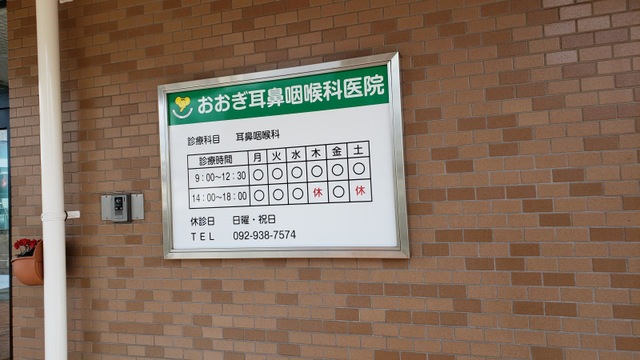 おおぎ耳鼻咽喉科医院
診療科目 耳鼻咽喉科
診療時間 月 火 水 木 金 土
9:00~12:30 ○ ○ ○ ○ ○ ○
14:00~18:00 ○ ○ ○ 休 ○ 休
休診日 日曜・祝日
TEL 092-938-7574